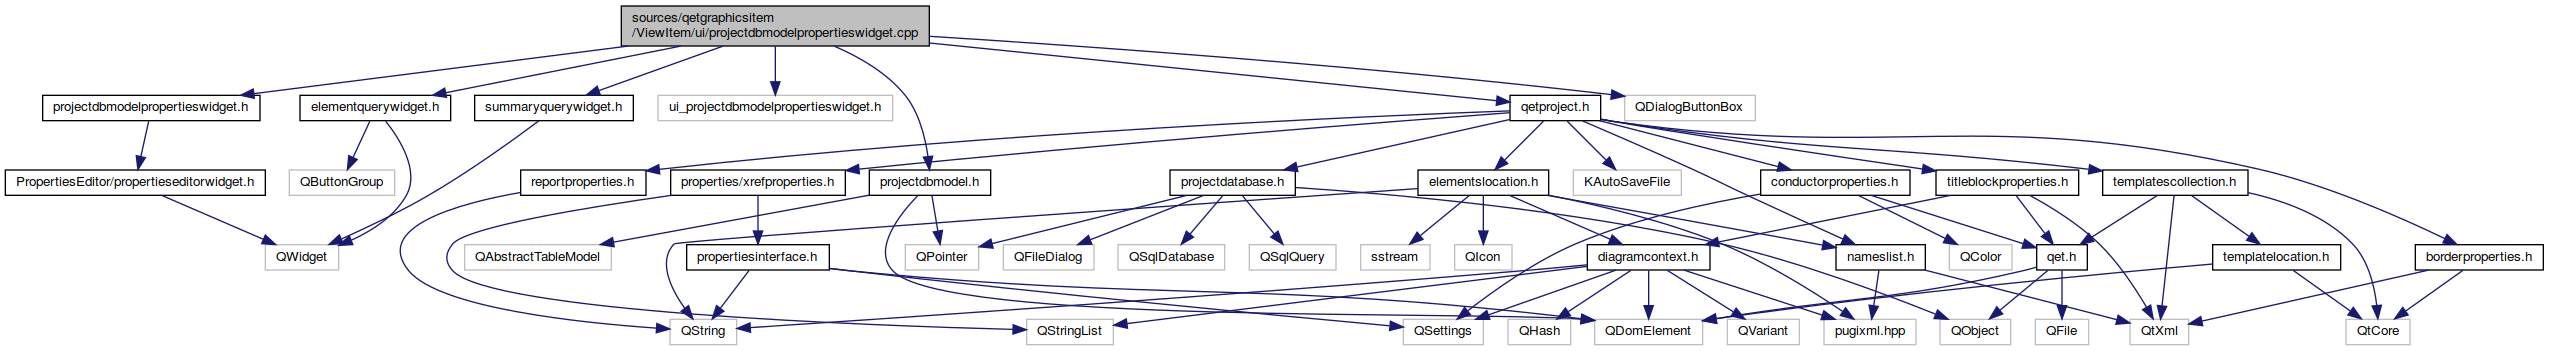 sources/qetgraphicsitem
/ViewItem/ui/projectdbmodelpropertieswidget.cpp
projectdbmodelpropertieswidget.h
elementquerywidget.h
summaryquerywidget.h
ui_projectdbmodelpropertieswidget.h
qetproject.h
QDialogButtonBox
PropertiesEditor/propertieseditorwidget.h
QButtonGroup
reportproperties.h
properties/xrefproperties.h
projectdbmodel.h
projectdatabase.h
elementslocation.h
KAutoSaveFile
conductorproperties.h
titleblockproperties.h
templatescollection.h
QWidget
QAbstractTableModel
propertiesinterface.h
QPointer
QFileDialog
QSqlDatabase
QSqlQuery
sstream
QIcon
diagramcontext.h
nameslist.h
QColor
qet.h
templatelocation.h
borderproperties.h
QString
QStringList
QSettings
QHash
QDomElement
QVariant
pugixml.hpp
QObject
QFile
QtXml
QtCore